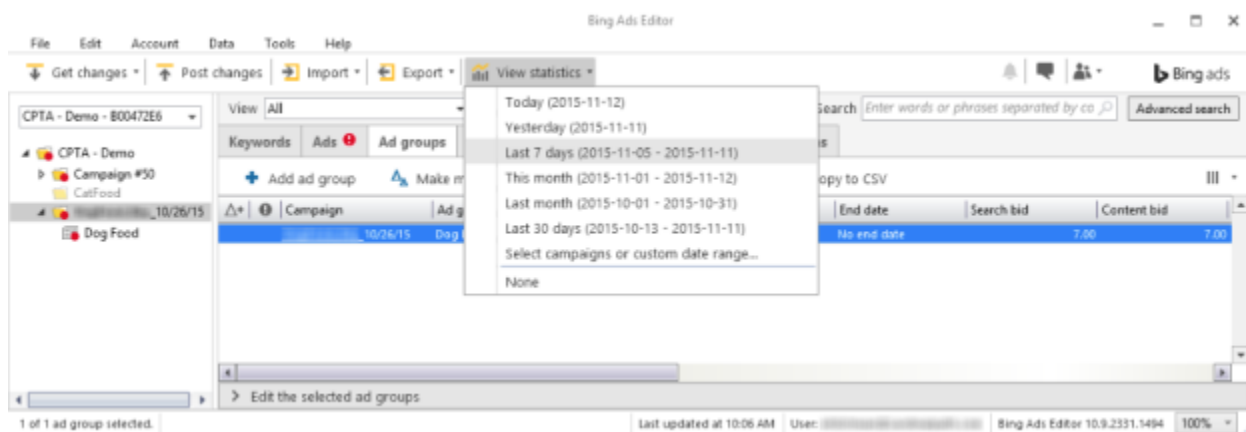 Bing Ads Editor
File Edit Account Data Tools Help
Get changes Post changes Import Export View statistics Bing ads
CPTA - Demo - B00472E6 View All Search Enter words or phrases separated by co Advanced search
Keywords Ads Ad groups s
Add ad group Make m opy to CSV
Today (2015-11-12)
Yesterday (2015-11-11)
Last 7 days (2015-11-05 - 2015-11-11)
This month (2015-11-01 - 2015-11-12)
Last month (2015-10-01 - 2015-10-31)
Last 30 days (2015-10-13 - 2015-11-11)
Select campaigns or custom date range...
None
CPTA - Demo
Campaign #50
CatFood
_10/26/15
Dog Food
Campaign Ad g End date Search bid Content bid
_10/26/15 Dog No end date 7.00 7.00
Edit the selected ad groups
1 of 1 ad group selected. Last updated at 10:06 AM User: Bing Ads Editor 10.9.2331.1494 100%